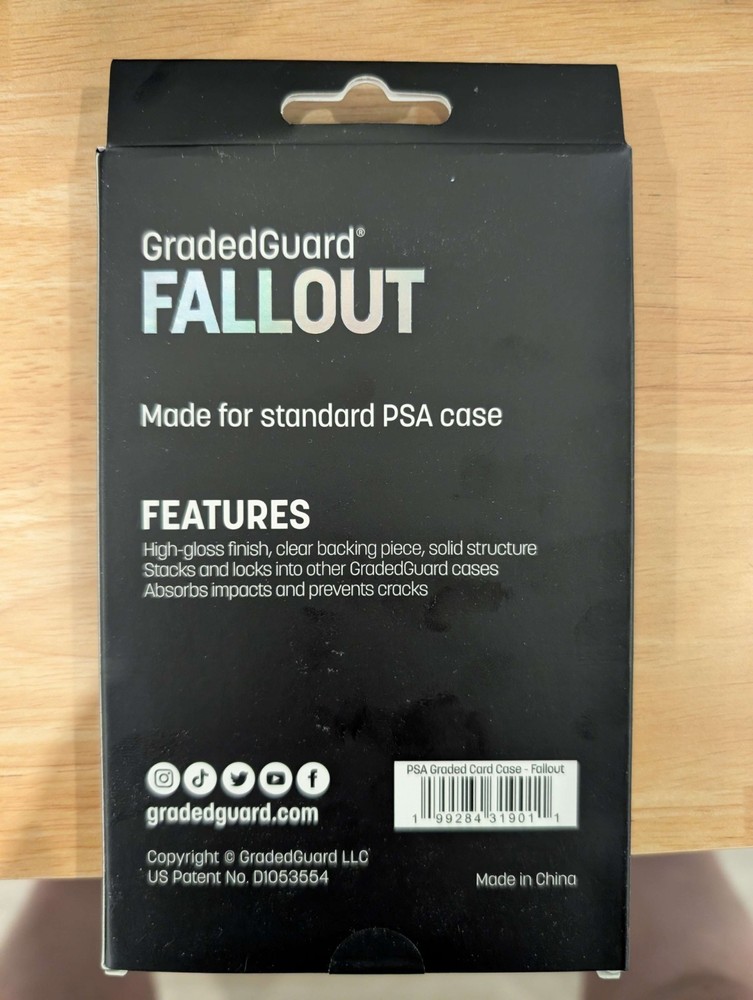 GradedGuard®
FALLOUT
Made for standard PSA case
FEATURES
High-gloss finish, clear backing piece, solid structure
Stacks and locks into other GradedGuard cases
Absorbs impacts and prevents cracks
gradedguard.com
PSA Graded Card Case - Fallout
1 99284 31901 1
Copyright © GradedGuard LLC
US Patent No. D1053554
Made in China